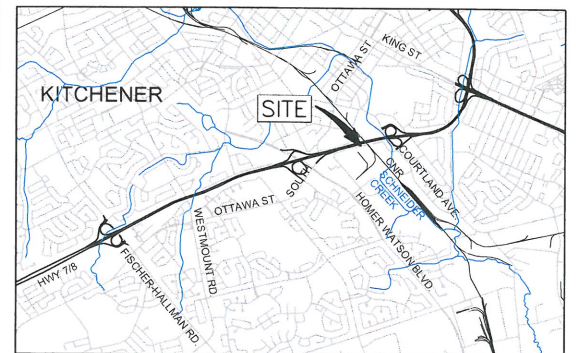 KING ST
OTTAWA ST
KITCHENER
SITE
COURTLAND AVE.
CNR
SCHNEIDER
CREEK
SOUTH
OTTAWA ST.
HOMER WATSON BLVD.
WESTMOUNT RD
FISCHER-HALLMAN RD.
HWY 7/8